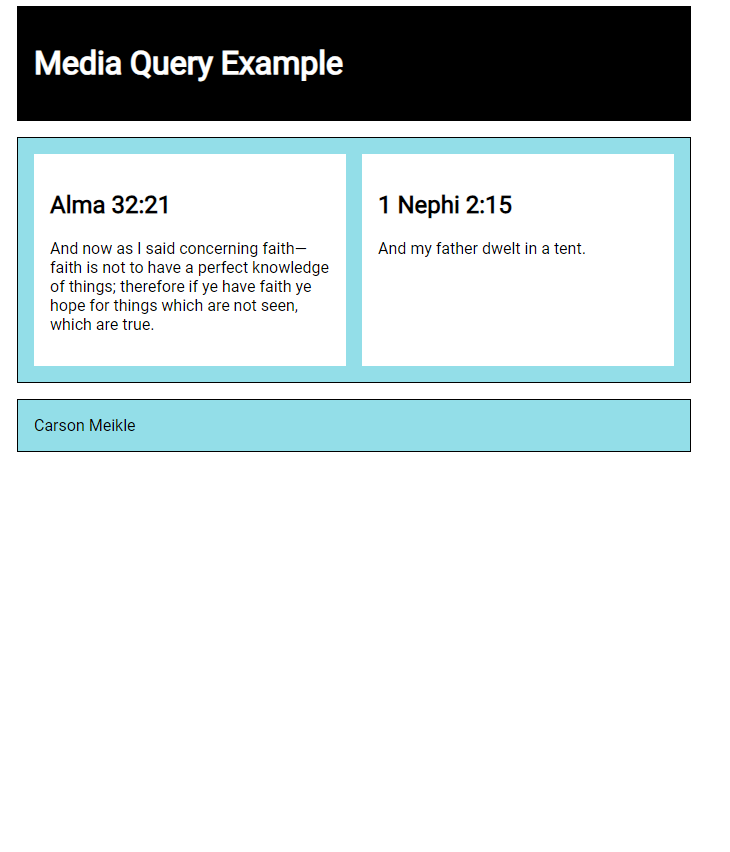 Media Query Example
Alma 32:21
And now as I said concerning faith—
faith is not to have a perfect knowledge
of things; therefore if ye have faith ye
hope for things which are not seen,
which are true.
1 Nephi 2:15
And my father dwelt in a tent.
Carson Meikle